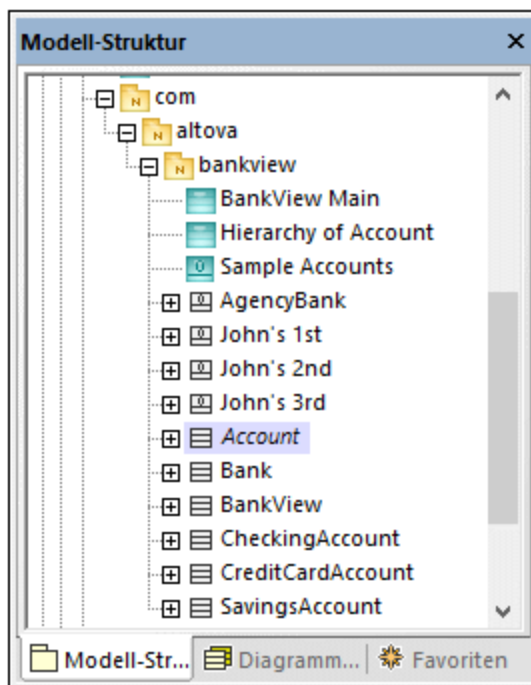 Modell-Struktur
com
altova
bankview
BankView Main
Hierarchy of Account
Sample Accounts
AgencyBank
John's 1st
John's 2nd
John's 3rd
Account
Bank
BankView
CheckingAccount
CreditCardAccount
SavingsAccount
Modell-Str... Diagramm... Favoriten